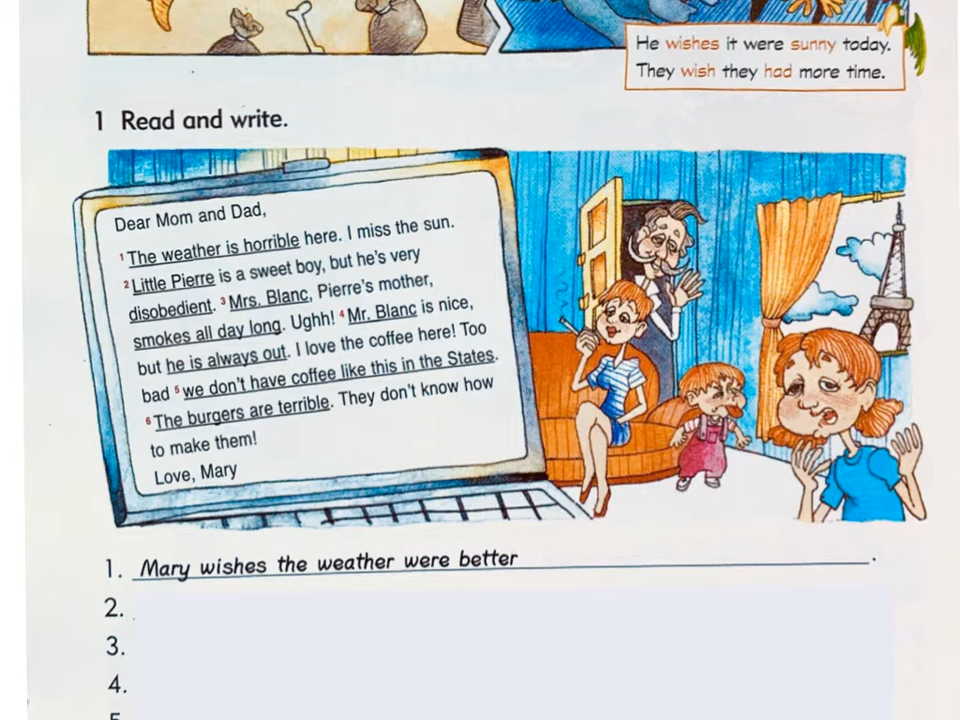 He wishes it were sunny today.
They wish they had more time.
1 Read and write.
Dear Mom and Dad,
1 The weather is horrible here. I miss the sun.
2 Little Pierre is a sweet boy, but he's very
disobedient. 3 Mrs. Blanc, Pierre's mother,
smokes all day long. Ughh! 4 Mr. Blanc is nice,
but he is always out. I love the coffee here! Too
bad 5 we don't have coffee like this in the States.
6 The burgers are terrible. They don't know how
to make them!
Love, Mary
1. Mary wishes the weather were better.
2.
3.
4.